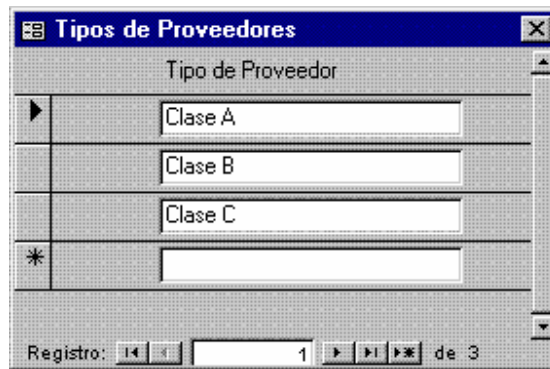 Tipos de Proveedores
Tipo de Proveedor
Clase A
Clase B
Clase C
Registro: 1 de 3